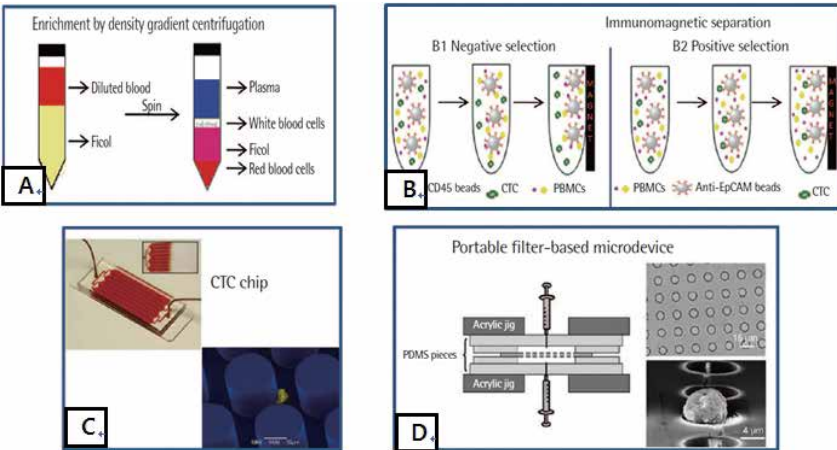 Enrichment by density gradient centrifugation
Diluted blood
Spin
Ficol
Plasma
White blood cells
Ficol
Red blood cells
A
Immunomagnetic separation
B1 Negative selection
B2 Positive selection
MAGNET
MAGNET
B
CD45 beads
CTC
PBMCs
PBMCs
Anti-EpCAM beads
CTC
CTC chip
C
Portable filter-based microdevice
Acrylic jig
PDMS pieces
Acrylic jig
4 μm
D